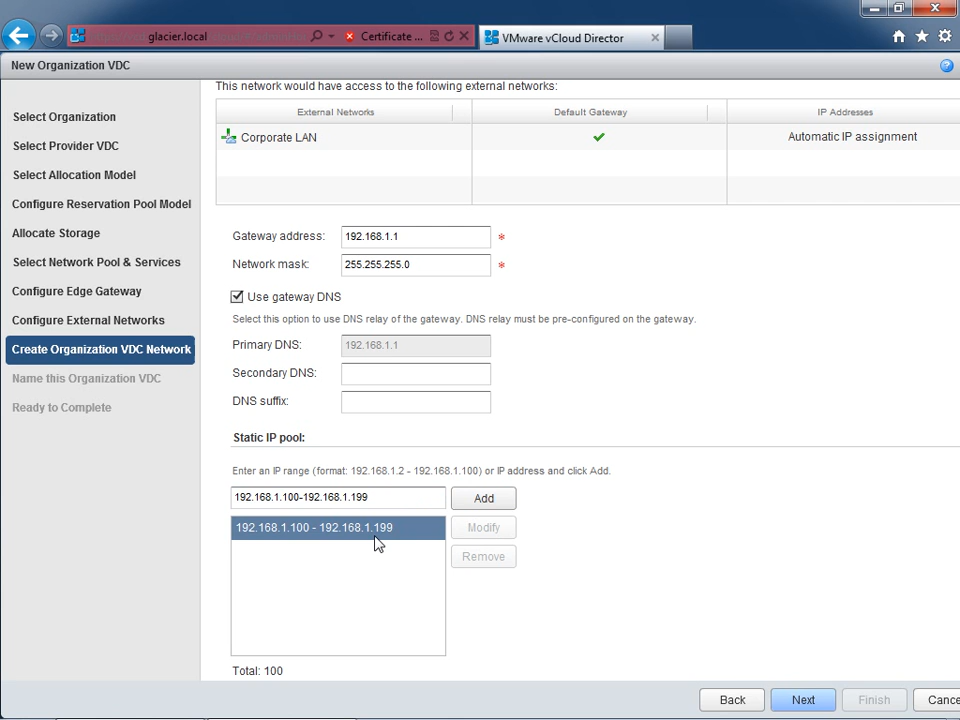 glacier.local
Certificate ...
VMware vCloud Director
New Organization VDC
Select Organization
Select Provider VDC
Select Allocation Model
Configure Reservation Pool Model
Allocate Storage
Select Network Pool & Services
Configure Edge Gateway
Configure External Networks
Create Organization VDC Network
Name this Organization VDC
Ready to Complete
This network would have access to the following external networks:
External Networks Default Gateway IP Addresses
Corporate LAN Automatic IP assignment
Gateway address: 192.168.1.1 *
Network mask: 255.255.255.0 *
Use gateway DNS
Select this option to use DNS relay of the gateway. DNS relay must be pre-configured on the gateway.
Primary DNS: 192.168.1.1
Secondary DNS:
DNS suffix:
Static IP pool:
Enter an IP range (format: 192.168.1.2 - 192.168.1.100) or IP address and click Add.
192.168.1.100-192.168.1.199 Add
192.168.1.100 - 192.168.1.199 Modify
Remove
Total: 100
Back Next Finish Cance